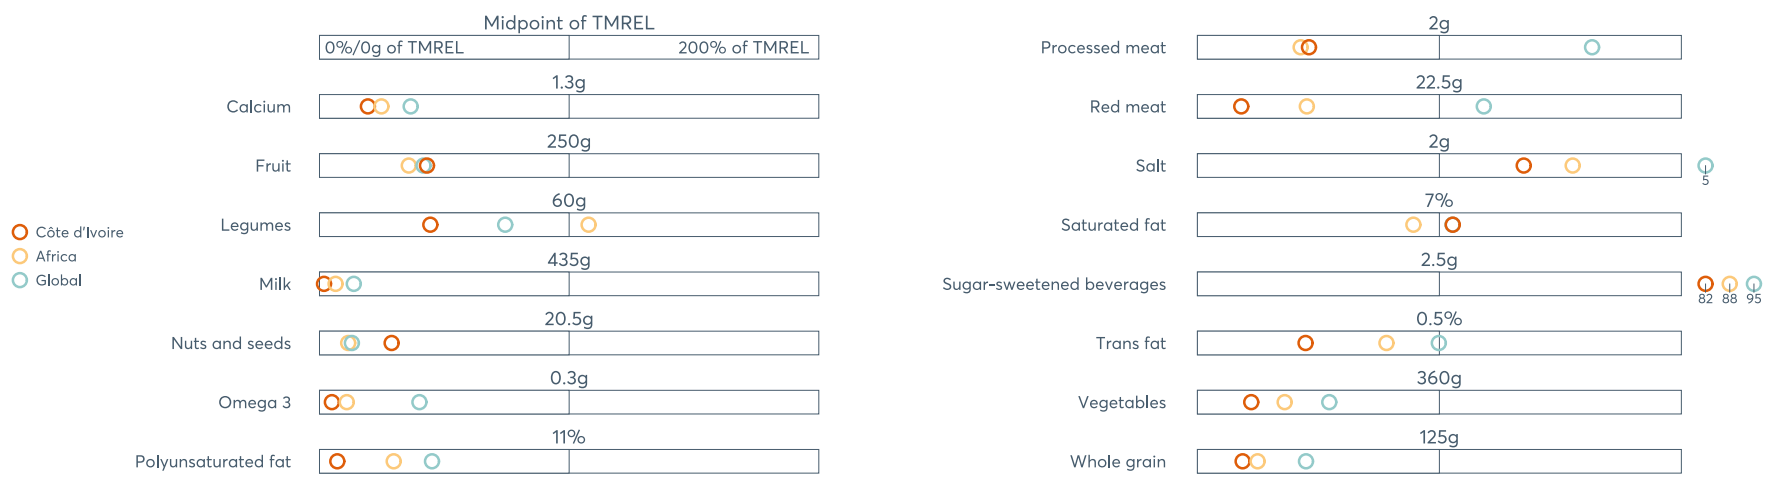 Midpoint of TMREL
0%/0g of TMREL 200% of TMREL
1.3g
Calcium
250g
Fruit
60g
Legumes
435g
Milk
20.5g
Nuts and seeds
0.3g
Omega 3
11%
Polyunsaturated fat
Côte d'Ivoire
Africa
Global
2g
Processed meat
22.5g
Red meat
2g
Salt
5
7%
Saturated fat
2.5g
Sugar-sweetened beverages
82 88 95
0.5%
Trans fat
360g
Vegetables
125g
Whole grain